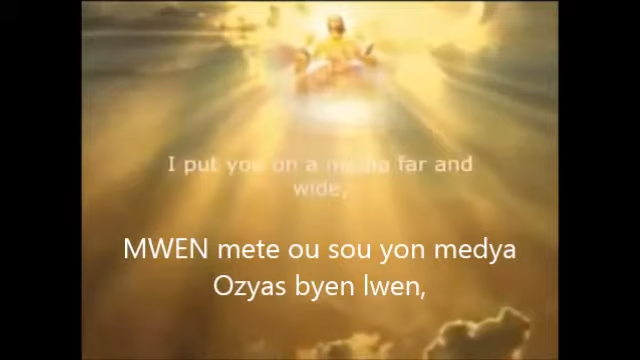 I put you on a media far and
wide,
MWEN mete ou sou yon medya
Ozyas byen lwen,